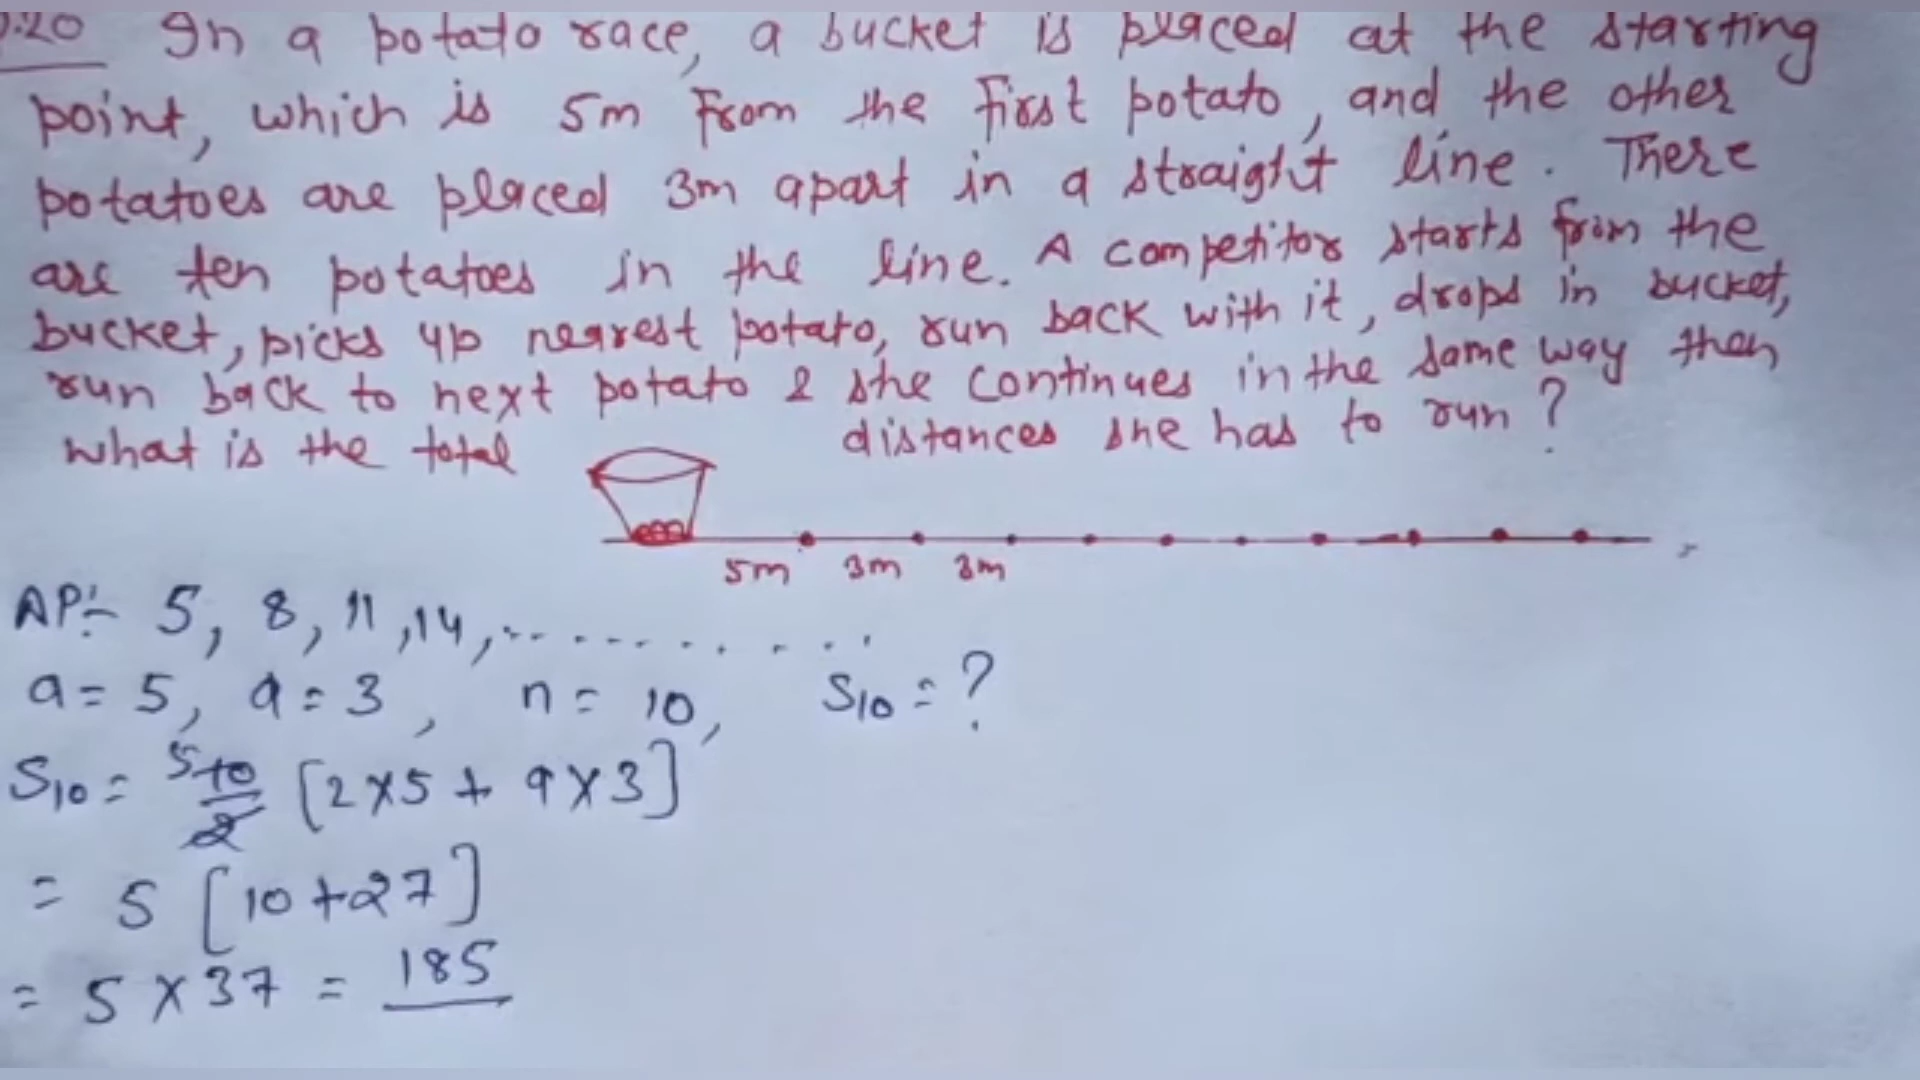 .20 In a potato race, a bucket is placed at the starting
point, which is 5m from the first potato, and the other
potatoes are placed 3m apart in a straight line. There
are ten potatoes in the line. A competitor starts from the
bucket, picks up nearest potato, run back with it, drops in bucket,
run back to next potato & she continues in the same way then
what is the total distances she has to run?
5m 3m 3m
AP:- 5, 8, 11, 14, ............
a = 5, d = 3, n = 10, S10 = ?
S10 = 5 10/2 [2×5 + 9×3]
= 5 [10+27]
= 5 × 37 = 185